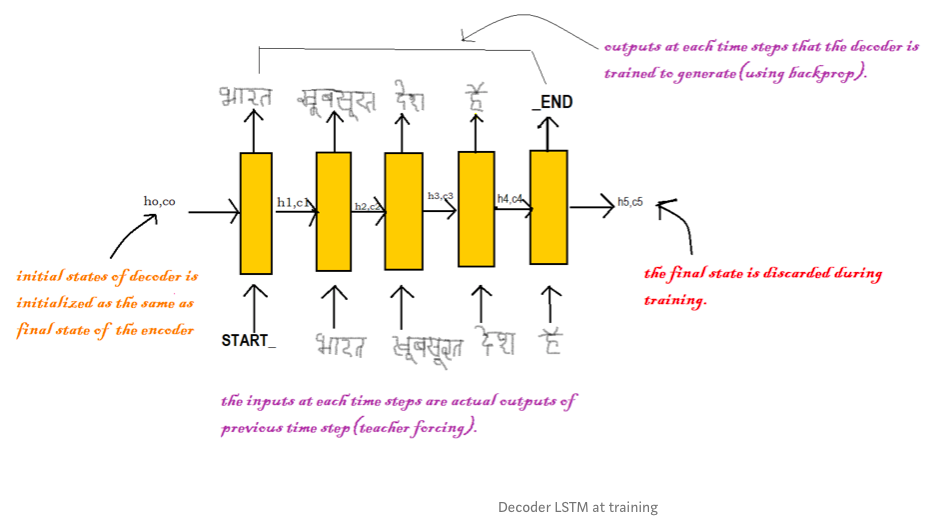 outputs at each time steps that the decoder is
trained to generate(using backprop).
भारत खूबसूरत देश है _END
ho,co h1,c1 h2,c2 h3,c3 h4,c4 h5,c5
initial states of decoder is
initialized as the same as
final state of the encoder
the final state is discarded during
training.
START_ भारत खूबसूरत देश है
the inputs at each time steps are actual outputs of
previous time step(teacher forcing).
Decoder LSTM at training